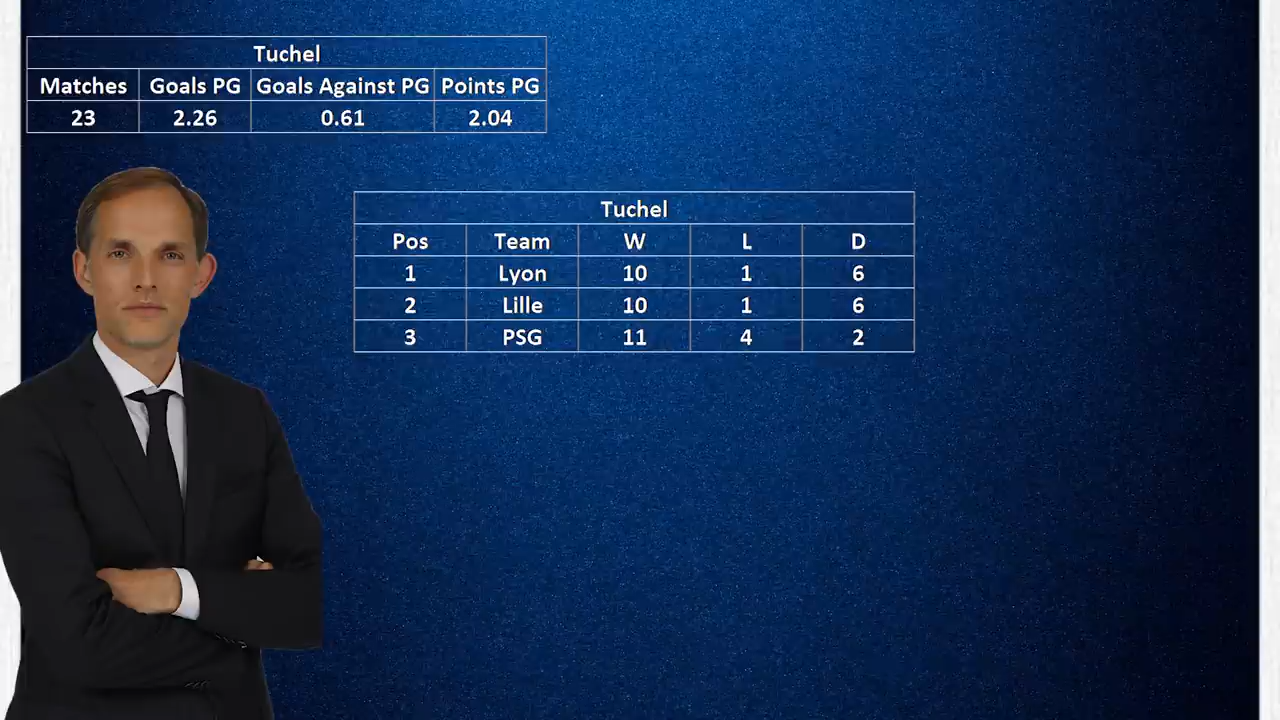 Tuchel
Matches Goals PG Goals Against PG Points PG
23 2.26 0.61 2.04
Tuchel
Pos Team W L D
1 Lyon 10 1 6
2 Lille 10 1 6
3 PSG 11 4 2